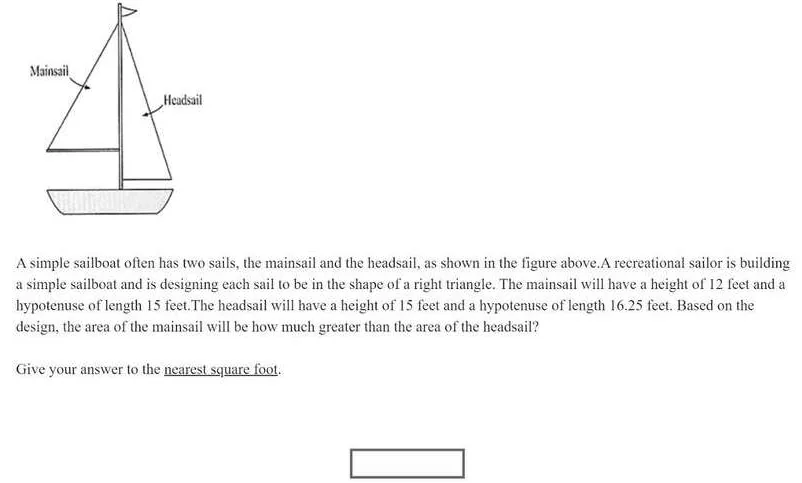 Mainsail
Headsail
A simple sailboat often has two sails, the mainsail and the headsail, as shown in the figure above.A recreational sailor is building
a simple sailboat and is designing each sail to be in the shape of a right triangle. The mainsail will have a height of 12 feet and a
hypotenuse of length 15 feet.The headsail will have a height of 15 feet and a hypotenuse of length 16.25 feet. Based on the
design, the area of the mainsail will be how much greater than the area of the headsail?
Give your answer to the nearest square foot.